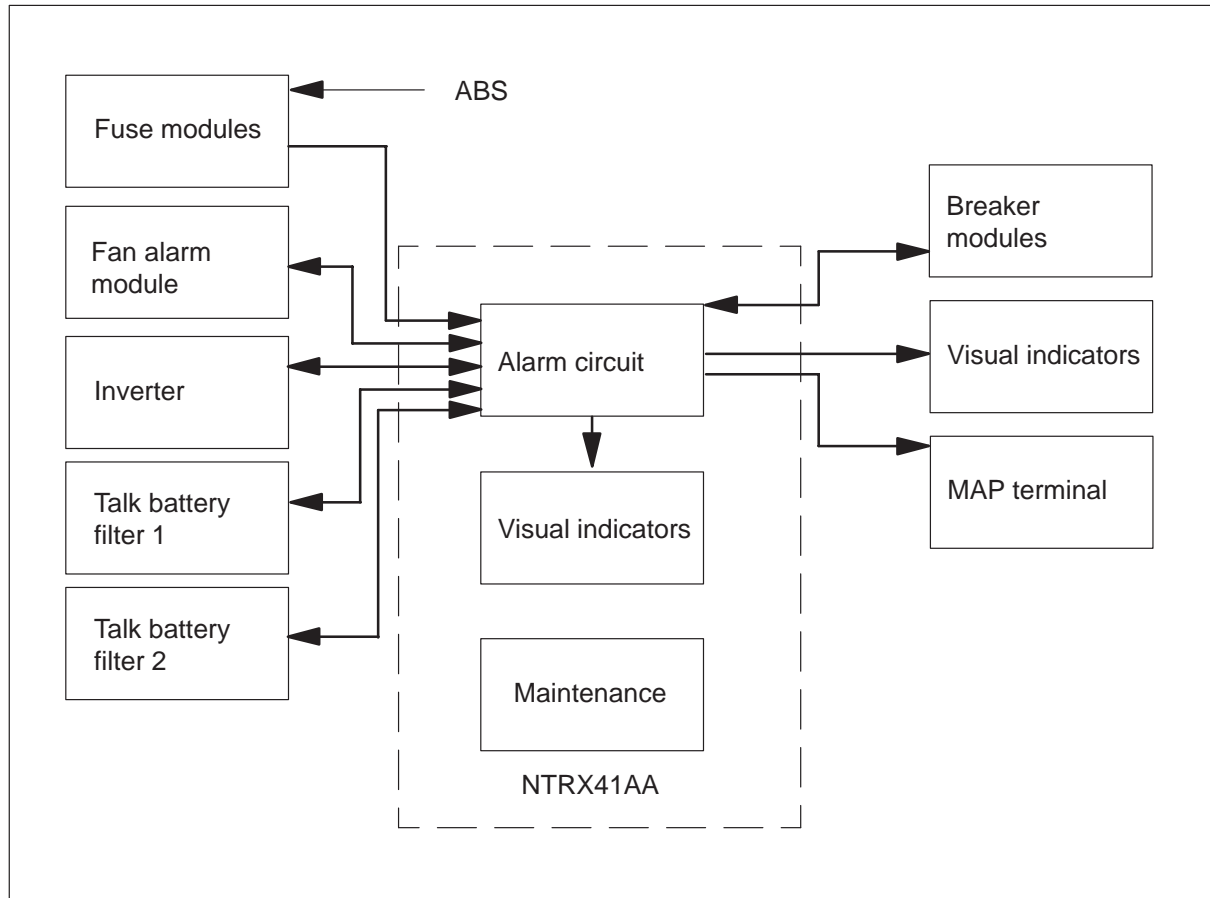 ABS
Fuse modules
Fan alarm
module
Inverter
Talk battery
filter 1
Talk battery
filter 2
Alarm circuit
Visual indicators
Maintenance
NTRX41AA
Breaker
modules
Visual indicators
MAP terminal